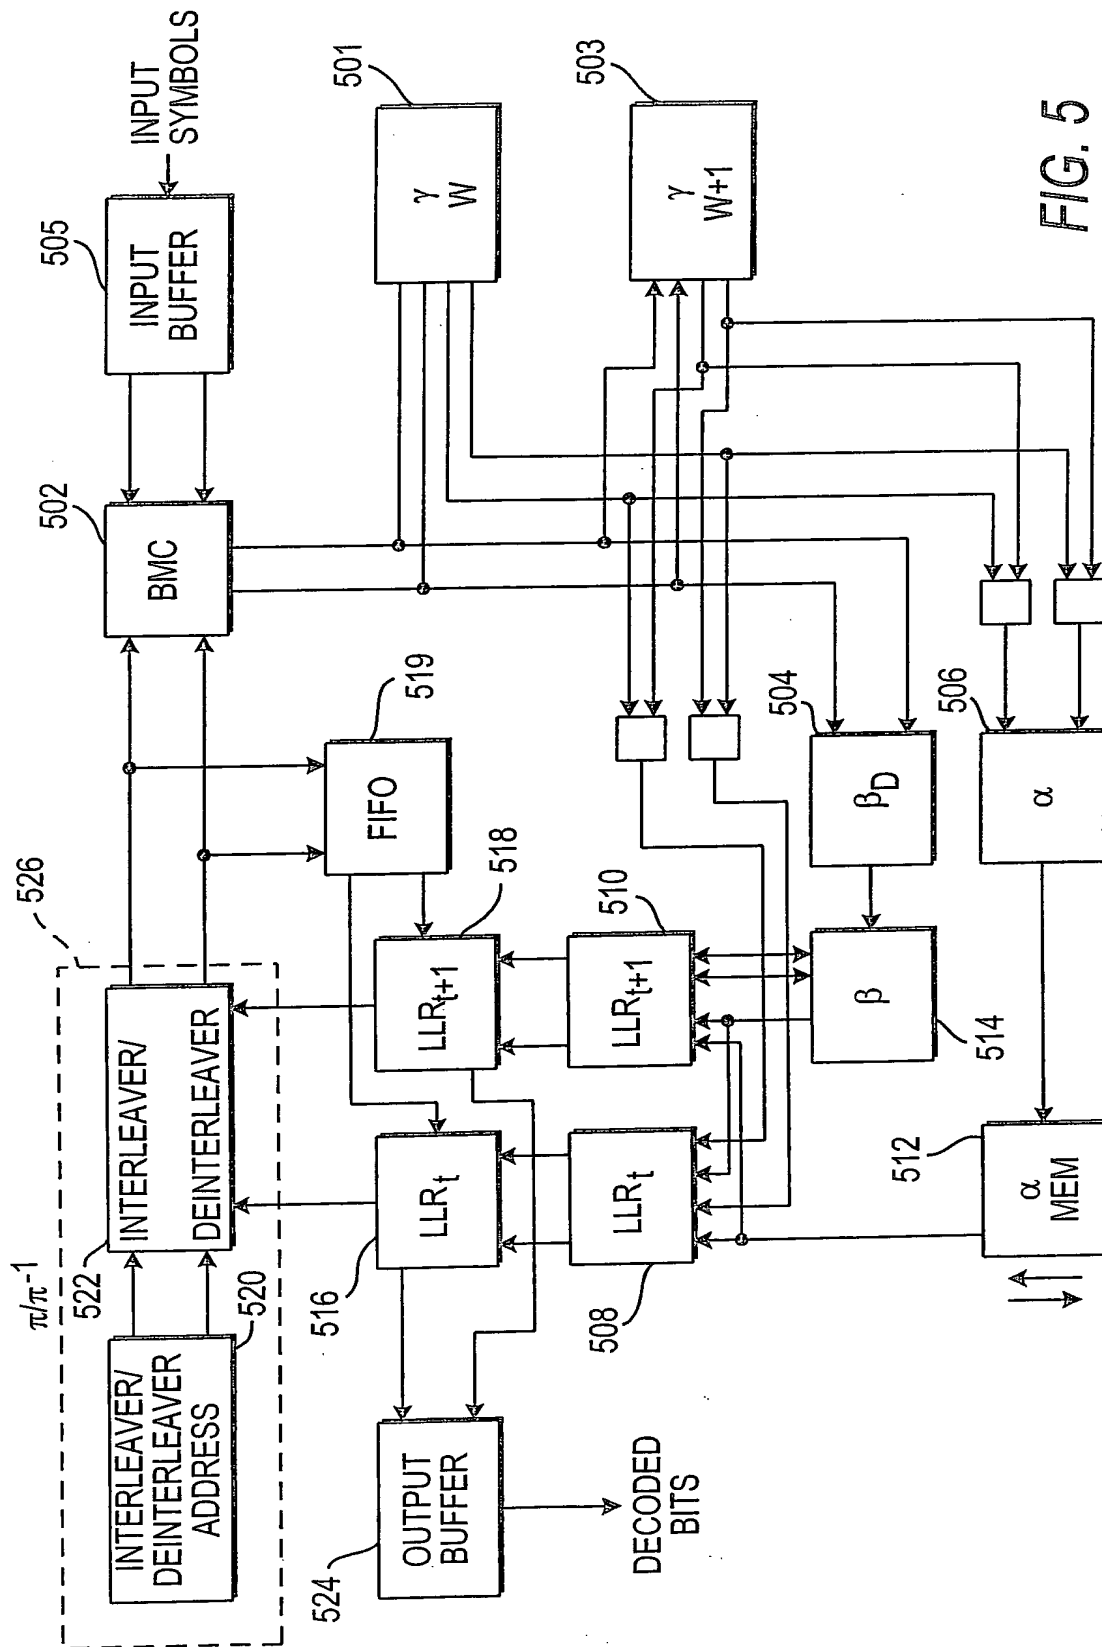 π/π-1
526
522
INTERLEAVER/
DEINTERLEAVER
ADDRESS
520
INTERLEAVER/
DEINTERLEAVER
502
BMC
505
INPUT
BUFFER
INPUT
SYMBOLS
519
FIFO
501
γ
W
524
OUTPUT
BUFFER
516
LLRt
518
LLRt+1
DECODED
BITS
508
LLRt
510
LLRt+1
503
γ
W+1
514
β
504
βD
512
α
MEM
506
α
FIG. 5